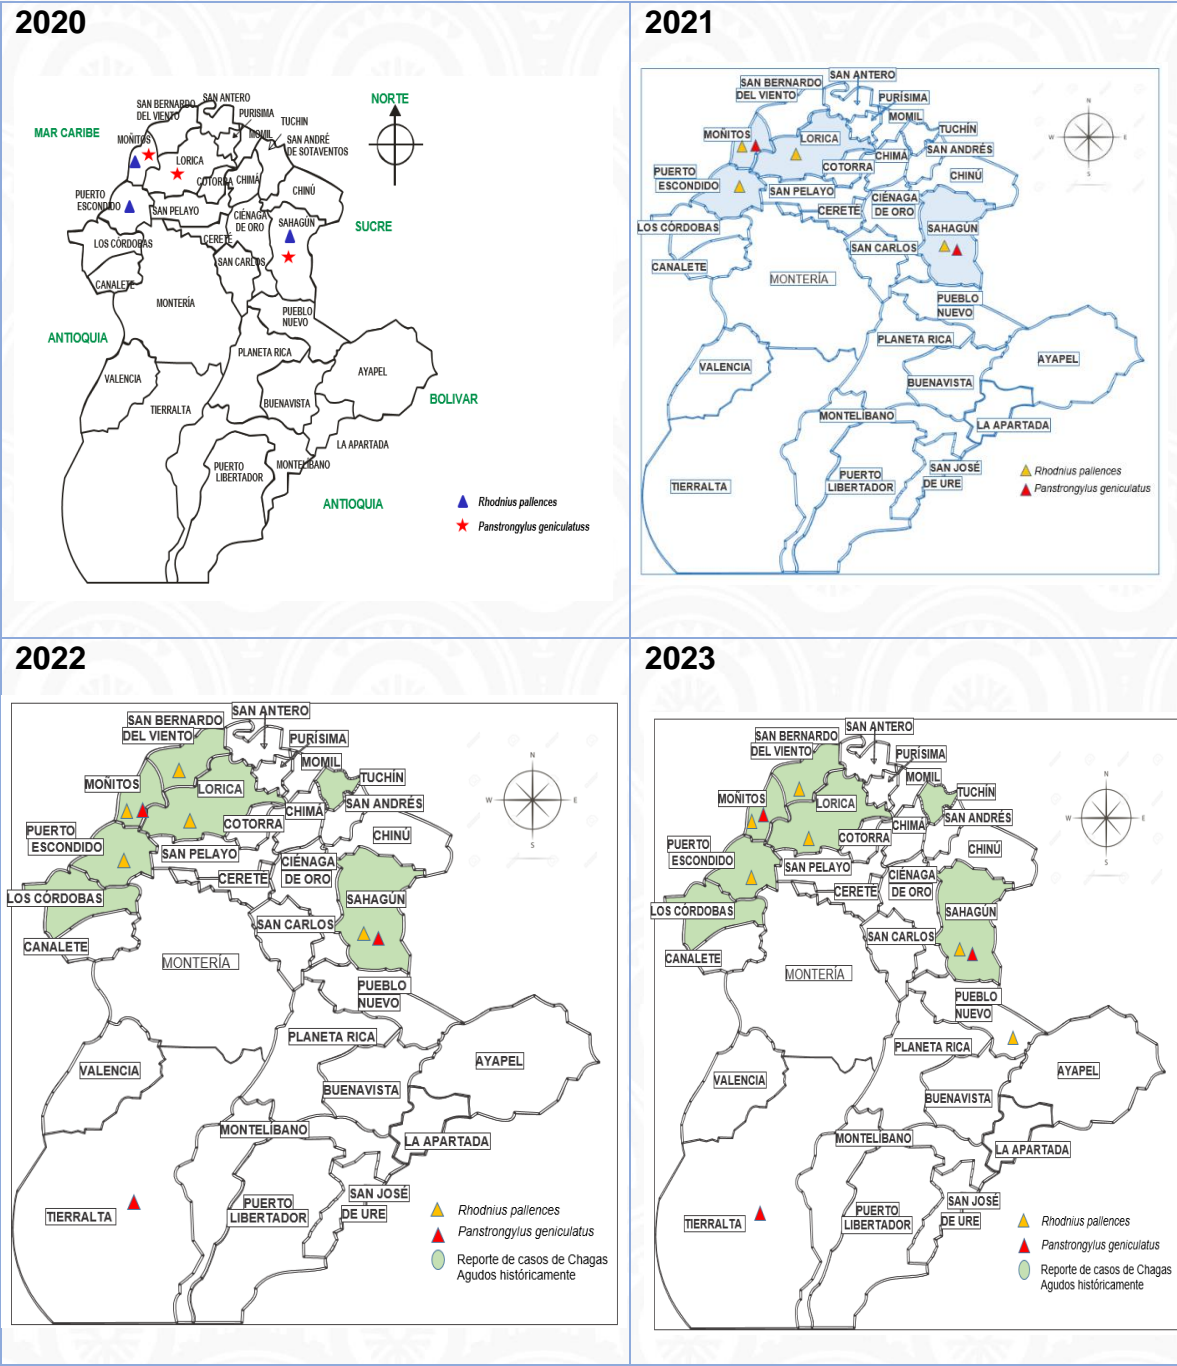 2020
SAN BERNARDO
DEL VIENTO
SAN ANTERO
PURISIMA
TUCHIN
MOMIL
SAN ANDRÉ
DE SOTAVENTOS
NORTE
MAR CARIBE
MOÑITOS
LORICA
COTORRA
CHIMÁ
CHINÚ
PUERTO
ESCONDIDO
SAN PELAYO
CIÉNAGA
DE ORO
SAHAGÚN
SUCRE
LOS CÓRDOBAS
CERETÉ
SAN CARLOS
CANALETE
MONTERÍA
PUEBLO
NUEVO
ANTIOQUIA
PLANETA RICA
VALENCIA
AYAPEL
TIERRALTA
BUENAVISTA
BOLIVAR
LA APARTADA
PUERTO
LIBERTADOR
MONTELÍBANO
ANTIOQUIA
Rhodnius pallences
Panstrongylus geniculatuss
2021
SAN ANTERO
SAN BERNARDO
DEL VIENTO
PURÍSIMA
MOMIL
TUCHÍN
MOÑITOS
LORICA
SAN ANDRÉS
COTORRA
CHIMÁ
CHINÚ
PUERTO
ESCONDIDO
SAN PELAYO
CIÉNAGA
DE ORO
CERETÉ
LOS CÓRDOBAS
SAHAGÚN
SAN CARLOS
CANALETE
MONTERÍA
PUEBLO
NUEVO
PLANETA RICA
VALENCIA
AYAPEL
BUENAVISTA
MONTELÍBANO
LA APARTADA
TIERRALTA
PUERTO
LIBERTADOR
SAN JOSÉ
DE URE
Rhodnius pallences
Panstrongylus geniculatus
N
W
E
S
2022
SAN ANTERO
SAN BERNARDO
DEL VIENTO
PURÍSIMA
MOMIL
TUCHÍN
MOÑITOS
LORICA
SAN ANDRÉS
CHIMÁ
COTORRA
CHINÚ
PUERTO
ESCONDIDO
SAN PELAYO
CIÉNAGA
DE ORO
CERETÉ
LOS CÓRDOBAS
SAHAGÚN
SAN CARLOS
CANALETE
MONTERÍA
PUEBLO
NUEVO
PLANETA RICA
VALENCIA
AYAPEL
BUENAVISTA
MONTELÍBANO
LA APARTADA
TIERRALTA
PUERTO
LIBERTADOR
SAN JOSÉ
DE URE
Rhodnius pallences
Panstrongylus geniculatus
Reporte de casos de Chagas
Agudos históricamente
N
W
E
S
2023
SAN ANTERO
SAN BERNARDO
DEL VIENTO
PURÍSIMA
MOMIL
TUCHÍN
MOÑITOS
LORICA
SAN ANDRÉS
CHIMÁ
COTORRA
CHINÚ
PUERTO
ESCONDIDO
SAN PELAYO
CIÉNAGA
DE ORO
CERETÉ
LOS CÓRDOBAS
SAHAGÚN
SAN CARLOS
CANALETE
MONTERÍA
PUEBLO
NUEVO
PLANETA RICA
VALENCIA
AYAPEL
BUENAVISTA
MONTELÍBANO
LA APARTADA
TIERRALTA
PUERTO
LIBERTADOR
SAN JOSÉ
DE URE
Rhodnius pallences
Panstrongylus geniculatus
Reporte de casos de Chagas
Agudos históricamente
N
W
E
S